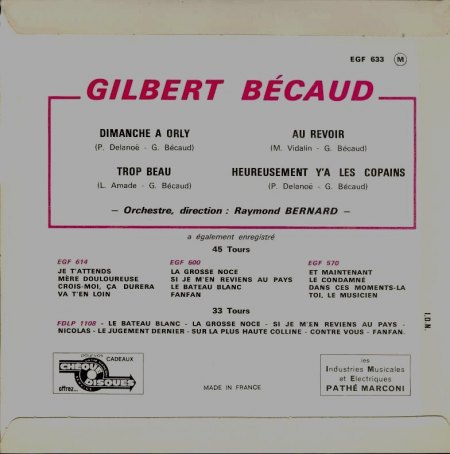 EGF 633 M
GILBERT BÉCAUD
DIMANCHE A ORLY
(P. Delanoë - G. Bécaud)
AU REVOIR
(M. Vidalin - G. Bécaud)
TROP BEAU
(L. Amade - G. Bécaud)
HEUREUSEMENT Y'A LES COPAINS
(P. Delanoë - G. Bécaud)
– Orchestre, direction : Raymond BERNARD –
a également enregistré
45 Tours
EGF 614
JE T'ATTENDS
MÈRE DOULOUREUSE
CROIS-MOI, ÇA DURERA
VA T'EN LOIN
EGF 600
LA GROSSE NOCE
SI JE M'EN REVIENS AU PAYS
LE BATEAU BLANC
FANFAN
EGF 570
ET MAINTENANT
LE CONDAMNÉ
DANS CES MOMENTS-LA
TOI, LE MUSICIEN
33 Tours
FDLP 1108 - LE BATEAU BLANC - LA GROSSE NOCE - SI JE M'EN REVIENS AU PAYS -
NICOLAS - LE JUGEMENT DERNIER - SUR LA PLUS HAUTE COLLINE - CONTRE VOUS - FANFAN.
I.D.N.
pour vos CADEAUX
CHÈQUE
DISQUES
offrez...
MADE IN FRANCE
les
Industries Musicales
et Electriques
PATHÉ MARCONI